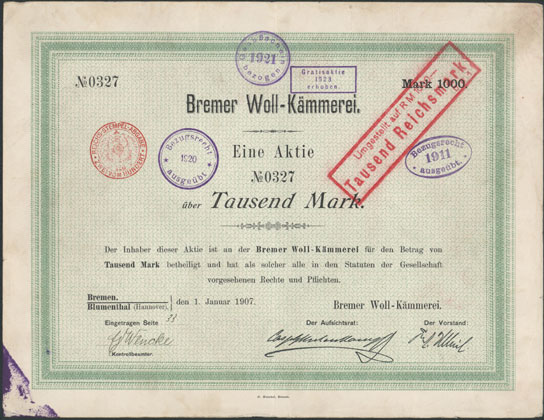 1921
bezogen
Gratisaktie
1923
erhoben.
№0327
Mark 1000.
Bremer Woll-Kämmerei.
Umgestellt auf RM
Tausend Reichsmark
Bezugsrecht
1920
ausgeübt
Eine Aktie
№0327
Bezugsrecht
1911
ausgeübt
über Tausend Mark.
Der Inhaber dieser Aktie ist an der Bremer Woll-Kämmerei für den Betrag von
Tausend Mark betheiligt und hat als solcher alle in den Statuten der Gesellschaft
vorgesehenen Rechte und Pflichten.
Bremen.
Blumenthal (Hannover), den 1. Januar 1907.
Bremer Woll-Kämmerei.
Eingetragen Seite 33
Der Aufsichtsrat:
Der Vorstand:
Wencke
Kontrollbeamter.